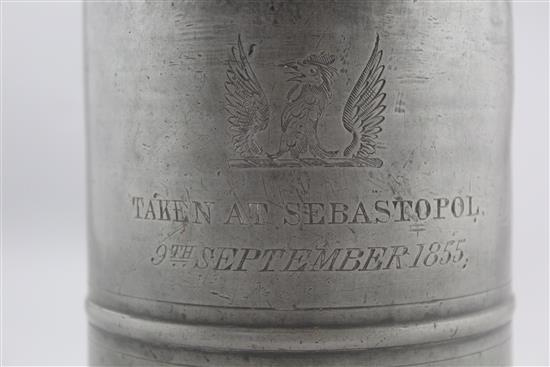 TAKEN AT SEBASTOPOL.
9TH SEPTEMBER 1855.